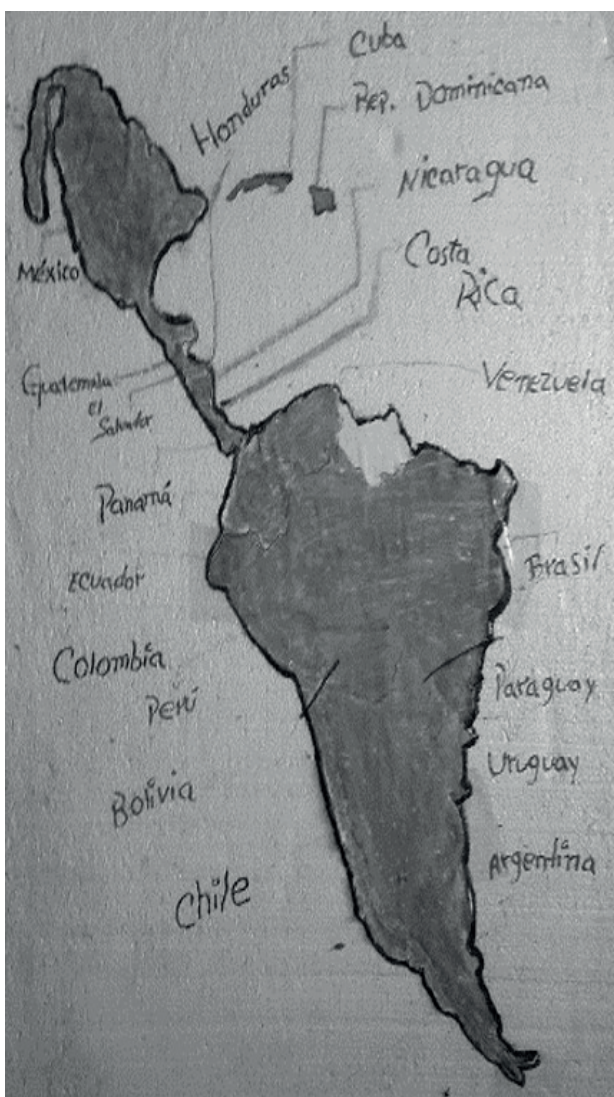 Cuba
Honduras
Rep. Dominicana
Nicaragua
Costa
Rica
México
Guatemala
El
Salvador
Venezuela
Panamá
Ecuador
Brasil
Colombia
Perú
Paraguay
Uruguay
Bolivia
Argentina
Chile